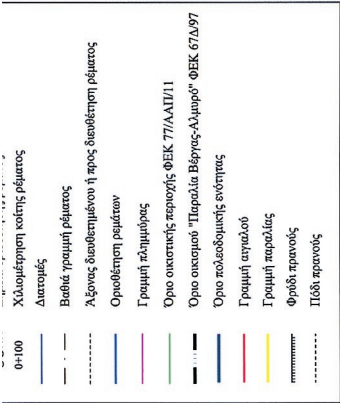 0+100 Χιλιομέτρηση κοίτης ρέματος
Διατομές
Βαθιά γραμμή ρέματος
Άξονας διευθετημένου ή προς διευθέτηση ρέματος
Οριοθέτηση ρεμάτων
Γραμμή πλημμύρας
Όριο οικιστικής περιοχής ΦΕΚ 77/ΑΑΠ/11
Όριο οικισμού "Παραλία Βέργας-Αλμυρό" ΦΕΚ 67Δ/97
Όριο πολεοδομικής ενότητας
Γραμμή αιγιαλού
Γραμμή παραλίας
Φρύδι πρανούς
Πόδι πρανούς